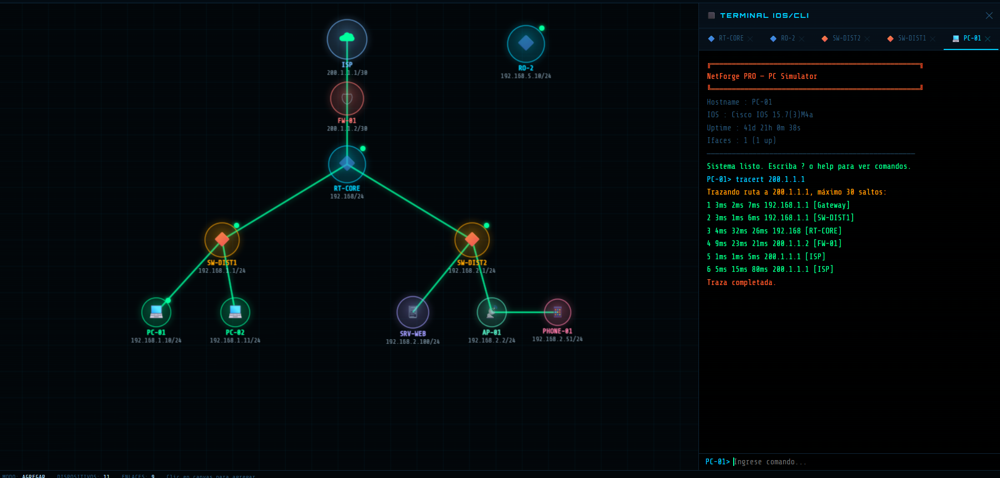 ISP
200.1.1.1/30
FW-01
200.1.1.2/30
RT-CORE
192.168/24
RO-2
192.168.5.10/24
SW-DIST1
192.168.1.1/24
SW-DIST2
192.168.2.1/24
PC-01
192.168.1.10/24
PC-02
192.168.1.11/24
SRV-WEB
192.168.2.100/24
AP-01
192.168.2.2/24
PHONE-01
192.168.2.51/24
TERMINAL IOS/CLI
RT-CORE RO-2 SW-DIST2 SW-DIST1 PC-01
NetForge PRO — PC Simulator
Hostname : PC-01
IOS : Cisco IOS 15.7(3)M4a
Uptime : 41d 21h 0m 38s
Ifaces : 1 (1 up)
Sistema listo. Escriba ? o help para ver comandos.
PC-01> tracert 200.1.1.1
Trazando ruta a 200.1.1.1, máximo 30 saltos:
1 3ms 2ms 7ms 192.168.1.1 [Gateway]
2 3ms 1ms 6ms 192.168.1.1 [SW-DIST1]
3 4ms 32ms 26ms 192.168 [RT-CORE]
4 9ms 23ms 21ms 200.1.1.2 [FW-01]
5 1ms 1ms 5ms 200.1.1.1 [ISP]
6 5ms 15ms 80ms 200.1.1.1 [ISP]
Traza completada.
PC-01> Ingrese comando...
MODO: AGREGAR DISPOSITIVOS: 11 ENLACES: 9 Clic en canvas para agregar